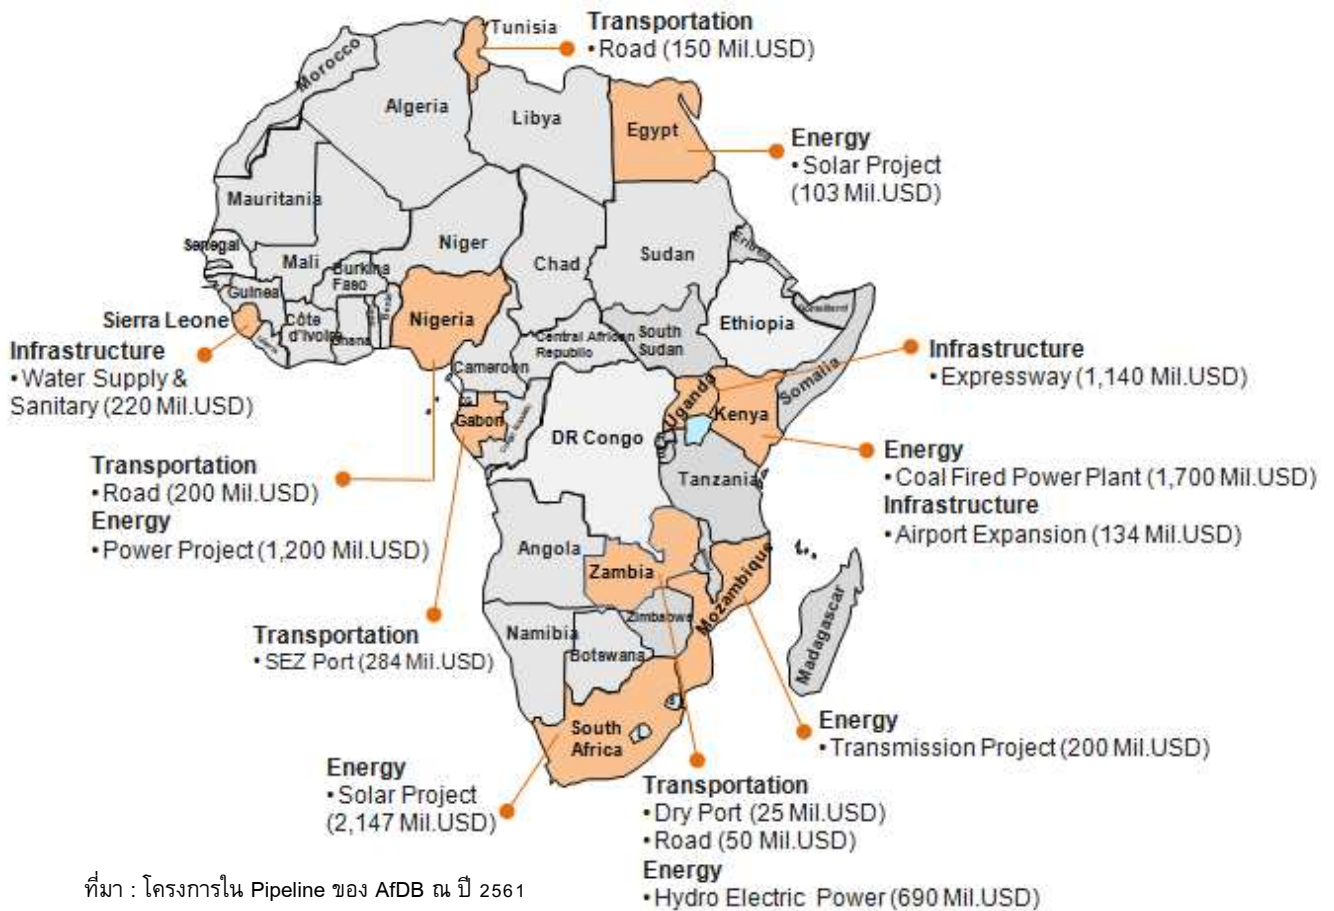 Tunisia
Transportation
•Road (150 Mil.USD)
Morocco
Algeria
Libya
Egypt
Energy
•Solar Project
(103 Mil.USD)
Mauritania
Senegal
Mali
Niger
Chad
Sudan
Eritrea
Burkina
Faso
Guinea
Sierra Leone
Côte
d'Ivoire
Ghana
Nigeria
Ethiopia
Somalia
South
Sudan
Central African
Republic
Cameroon
Infrastructure
•Water Supply &
Sanitary (220 Mil.USD)
Infrastructure
•Expressway (1,140 Mil.USD)
Uganda
Kenya
Gabon
DR Congo
Tanzania
Energy
•Coal Fired Power Plant (1,700 Mil.USD)
Infrastructure
•Airport Expansion (134 Mil.USD)
Transportation
•Road (200 Mil.USD)
Energy
•Power Project (1,200 Mil.USD)
Angola
Zambia
Mozambique
Zimbabwe
Madagascar
Namibia
Botswana
Transportation
•SEZ Port (284 Mil.USD)
South
Africa
Energy
•Transmission Project (200 Mil.USD)
Energy
•Solar Project
(2,147 Mil.USD)
Transportation
•Dry Port (25 Mil.USD)
•Road (50 Mil.USD)
Energy
•Hydro Electric Power (690 Mil.USD)
ที่มา : โครงการใน Pipeline ของ AfDB ณ ปี 2561